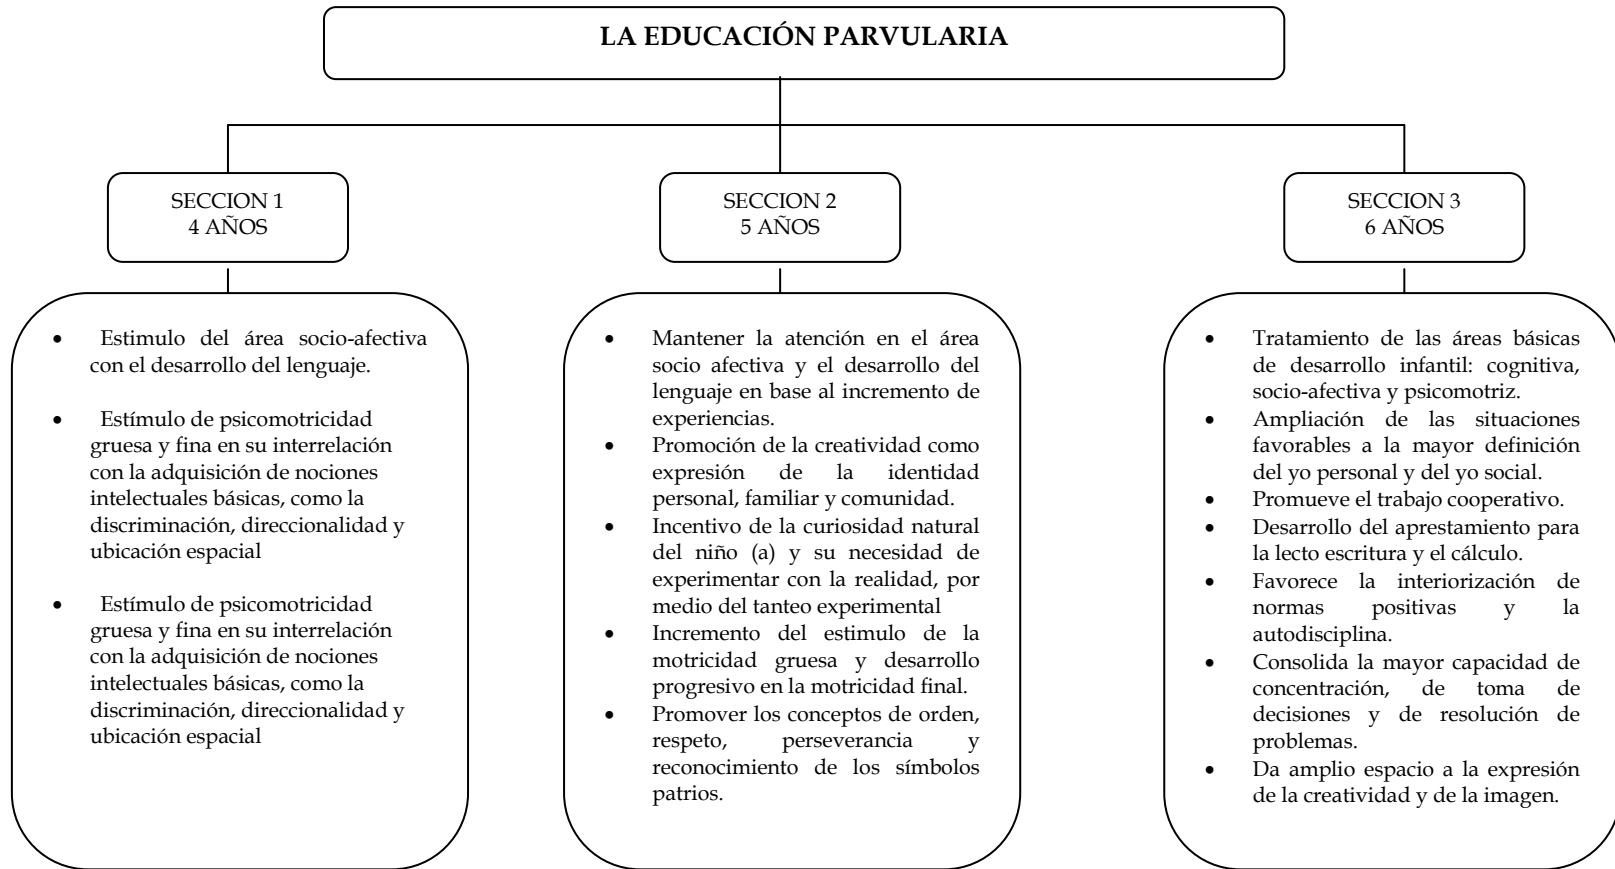 LA EDUCACIÓN PARVULARIA
SECCION 1
4 AÑOS
SECCION 2
5 AÑOS
SECCION 3
6 AÑOS
• Estimulo del área socio-afectiva
con el desarrollo del lenguaje.
• Estímulo de psicomotricidad
gruesa y fina en su interrelación
con la adquisición de nociones
intelectuales básicas, como la
discriminación, direccionalidad y
ubicación espacial
• Estímulo de psicomotricidad
gruesa y fina en su interrelación
con la adquisición de nociones
intelectuales básicas, como la
discriminación, direccionalidad y
ubicación espacial
• Mantener la atención en el área
socio afectiva y el desarrollo del
lenguaje en base al incremento de
experiencias.
• Promoción de la creatividad como
expresión de la identidad
personal, familiar y comunidad.
• Incentivo de la curiosidad natural
del niño (a) y su necesidad de
experimentar con la realidad, por
medio del tanteo experimental
• Incremento del estimulo de la
motricidad gruesa y desarrollo
progresivo en la motricidad final.
• Promover los conceptos de orden,
respeto, perseverancia y
reconocimiento de los símbolos
patrios.
• Tratamiento de las áreas básicas
de desarrollo infantil: cognitiva,
socio-afectiva y psicomotriz.
• Ampliación de las situaciones
favorables a la mayor definición
del yo personal y del yo social.
• Promueve el trabajo cooperativo.
• Desarrollo del aprestamiento para
la lecto escritura y el cálculo.
• Favorece la interiorización de
normas positivas y la
autodisciplina.
• Consolida la mayor capacidad de
concentración, de toma de
decisiones y de resolución de
problemas.
• Da amplio espacio a la expresión
de la creatividad y de la imagen.